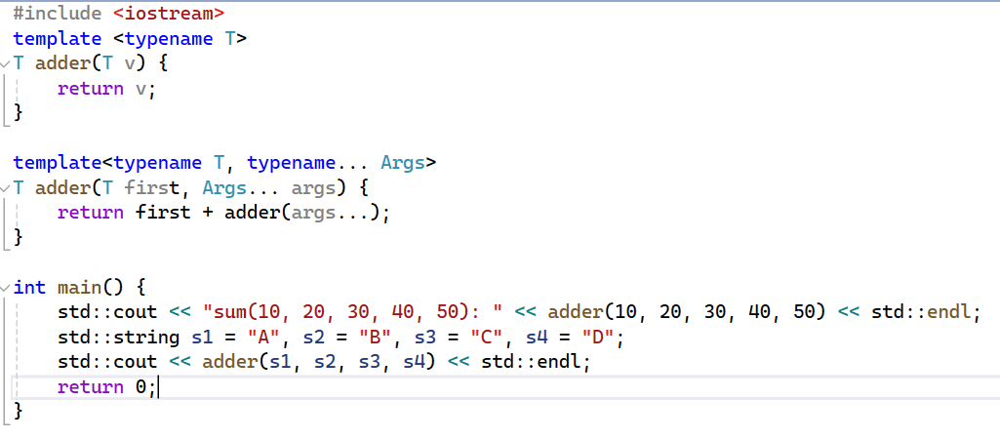 #include <iostream>
template <typename T>
T adder(T v) {
    return v;
}

template<typename T, typename... Args>
T adder(T first, Args... args) {
    return first + adder(args...);
}

int main() {
    std::cout << "sum(10, 20, 30, 40, 50): " << adder(10, 20, 30, 40, 50) << std::endl;
    std::string s1 = "A", s2 = "B", s3 = "C", s4 = "D";
    std::cout << adder(s1, s2, s3, s4) << std::endl;
    return 0;
}